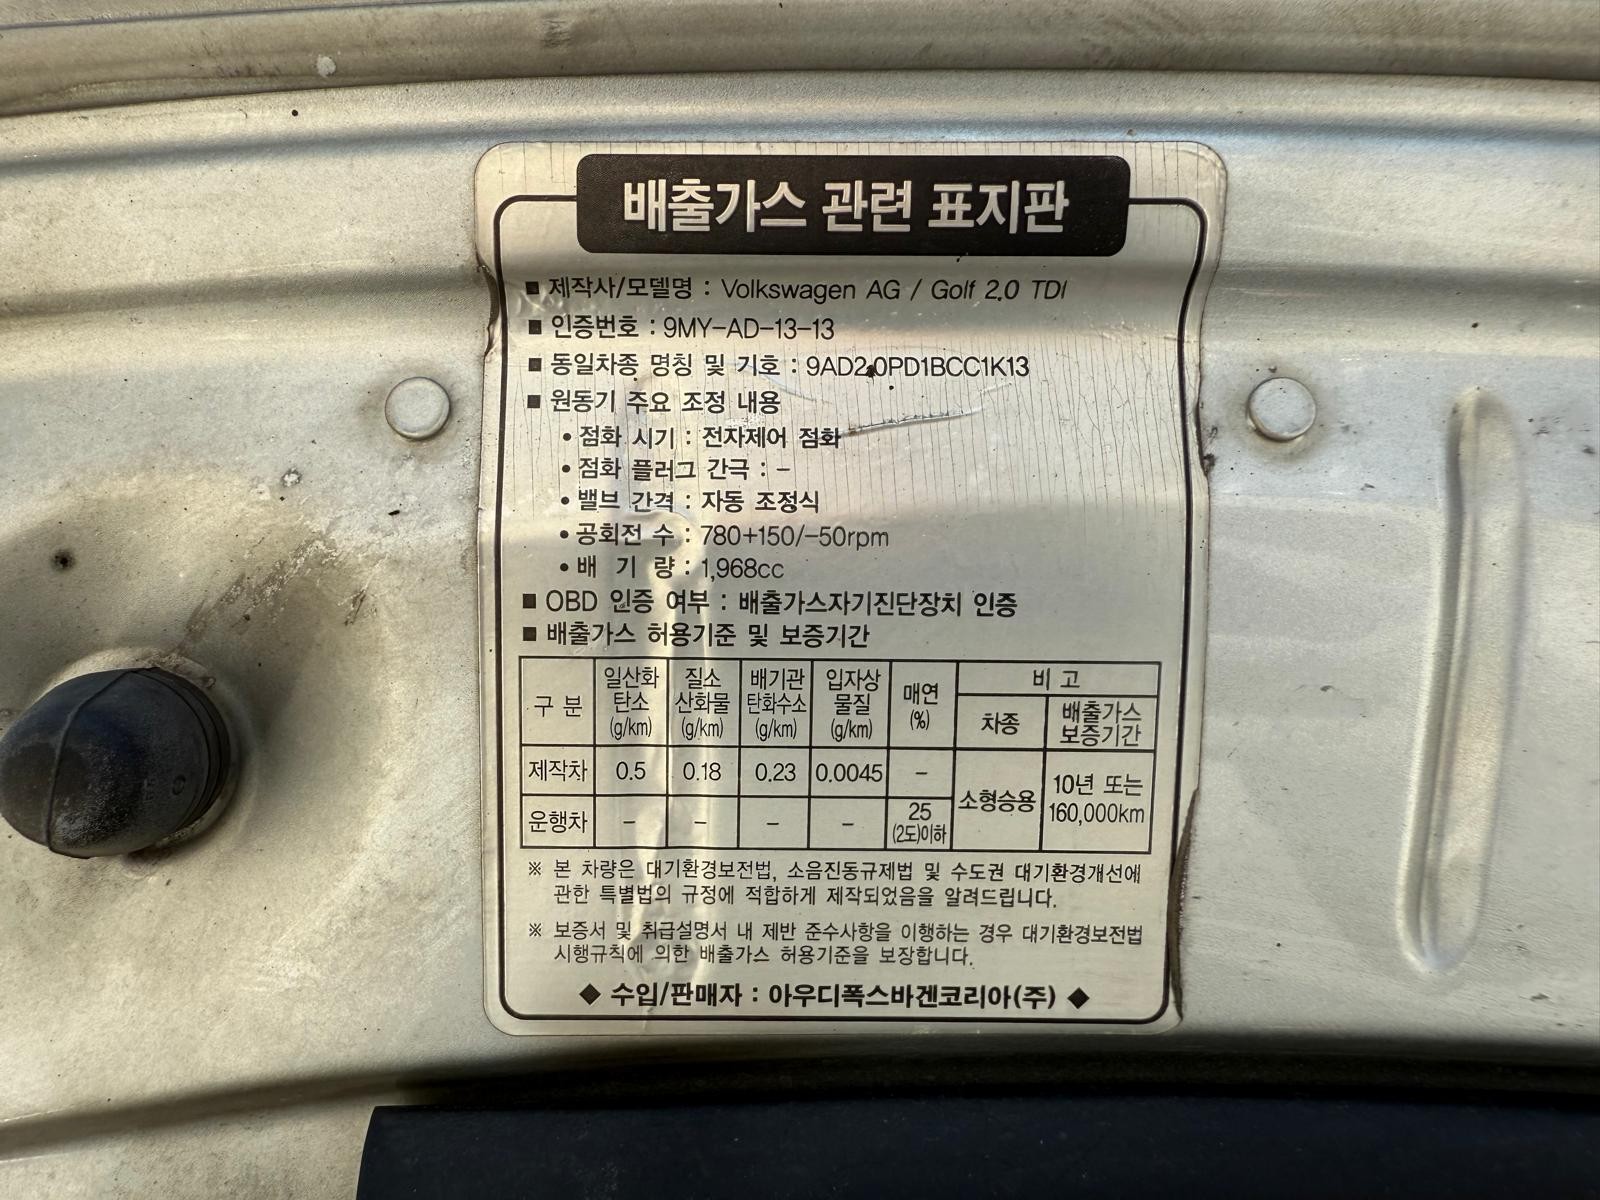 배출가스 관련 표지판
■ 제작사/모델명 : Volkswagen AG / Golf 2.0 TDI
■ 인증번호 : 9MY-AD-13-13
■ 동일차종 명칭 및 기호 : 9AD2.0PD1BCC1K13
■ 원동기 주요 조정 내용
• 점화 시기 : 전자제어 점화
• 점화 플러그 간극 : -
• 밸브 간격 : 자동 조정식
• 공회전 수 : 780+150/-50rpm
• 배 기 량 : 1,968cc
■ OBD 인증 여부 : 배출가스자기진단장치 인증
■ 배출가스 허용기준 및 보증기간
구 분 일산화탄소 (g/km) 질소산화물 (g/km) 배기관탄화수소 (g/km) 입자상물질 (g/km) 매연 (%) 비 고
차종 배출가스 보증기간
제작차 0.5 0.18 0.23 0.0045 - 소형승용 10년 또는 160,000km
운행차 - - - - 25 (2도)이하
※ 본 차량은 대기환경보전법, 소음진동규제법 및 수도권 대기환경개선에
관한 특별법의 규정에 적합하게 제작되었음을 알려드립니다.
※ 보증서 및 취급설명서 내 제반 준수사항을 이행하는 경우 대기환경보전법
시행규칙에 의한 배출가스 허용기준을 보장합니다.
◆ 수입/판매자 : 아우디폭스바겐코리아(주) ◆